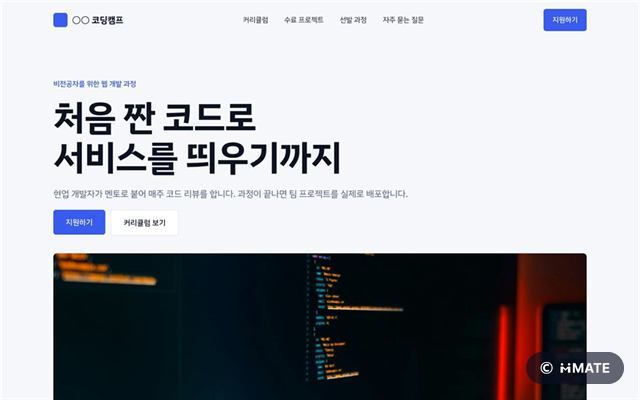 ○○ 코딩캠프
커리큘럼
수료 프로젝트
선발 과정
자주 묻는 질문
지원하기
비전공자를 위한 웹 개발 과정
처음 짠 코드로
서비스를 띄우기까지
현업 개발자가 멘토로 붙어 매주 코드 리뷰를 합니다. 과정이 끝나면 팀 프로젝트를 실제로 배포합니다.
지원하기
커리큘럼 보기
© MMATE